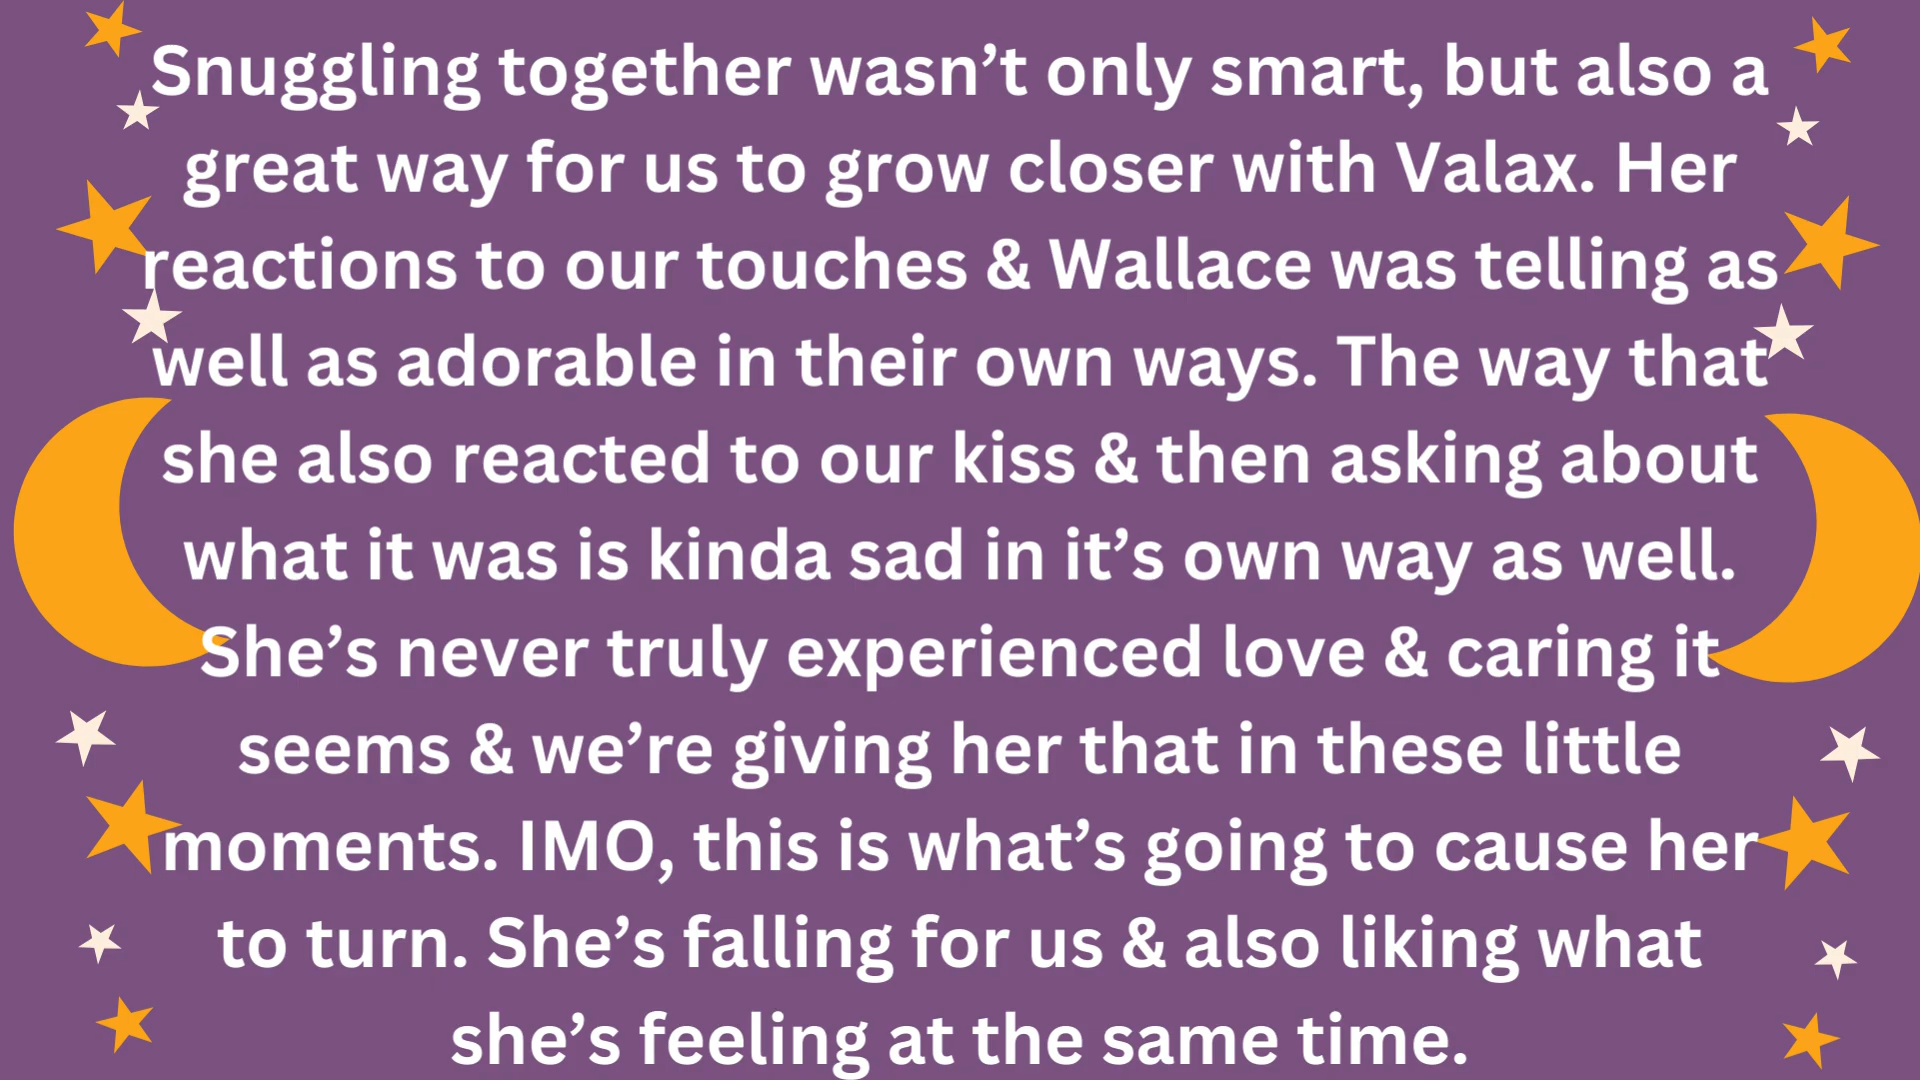 Snuggling together wasn’t only smart, but also a
great way for us to grow closer with Valax. Her
reactions to our touches & Wallace was telling as
well as adorable in their own ways. The way that
she also reacted to our kiss & then asking about
what it was is kinda sad in it’s own way as well.
She’s never truly experienced love & caring it
seems & we’re giving her that in these little
moments. IMO, this is what’s going to cause her
to turn. She’s falling for us & also liking what
she’s feeling at the same time.